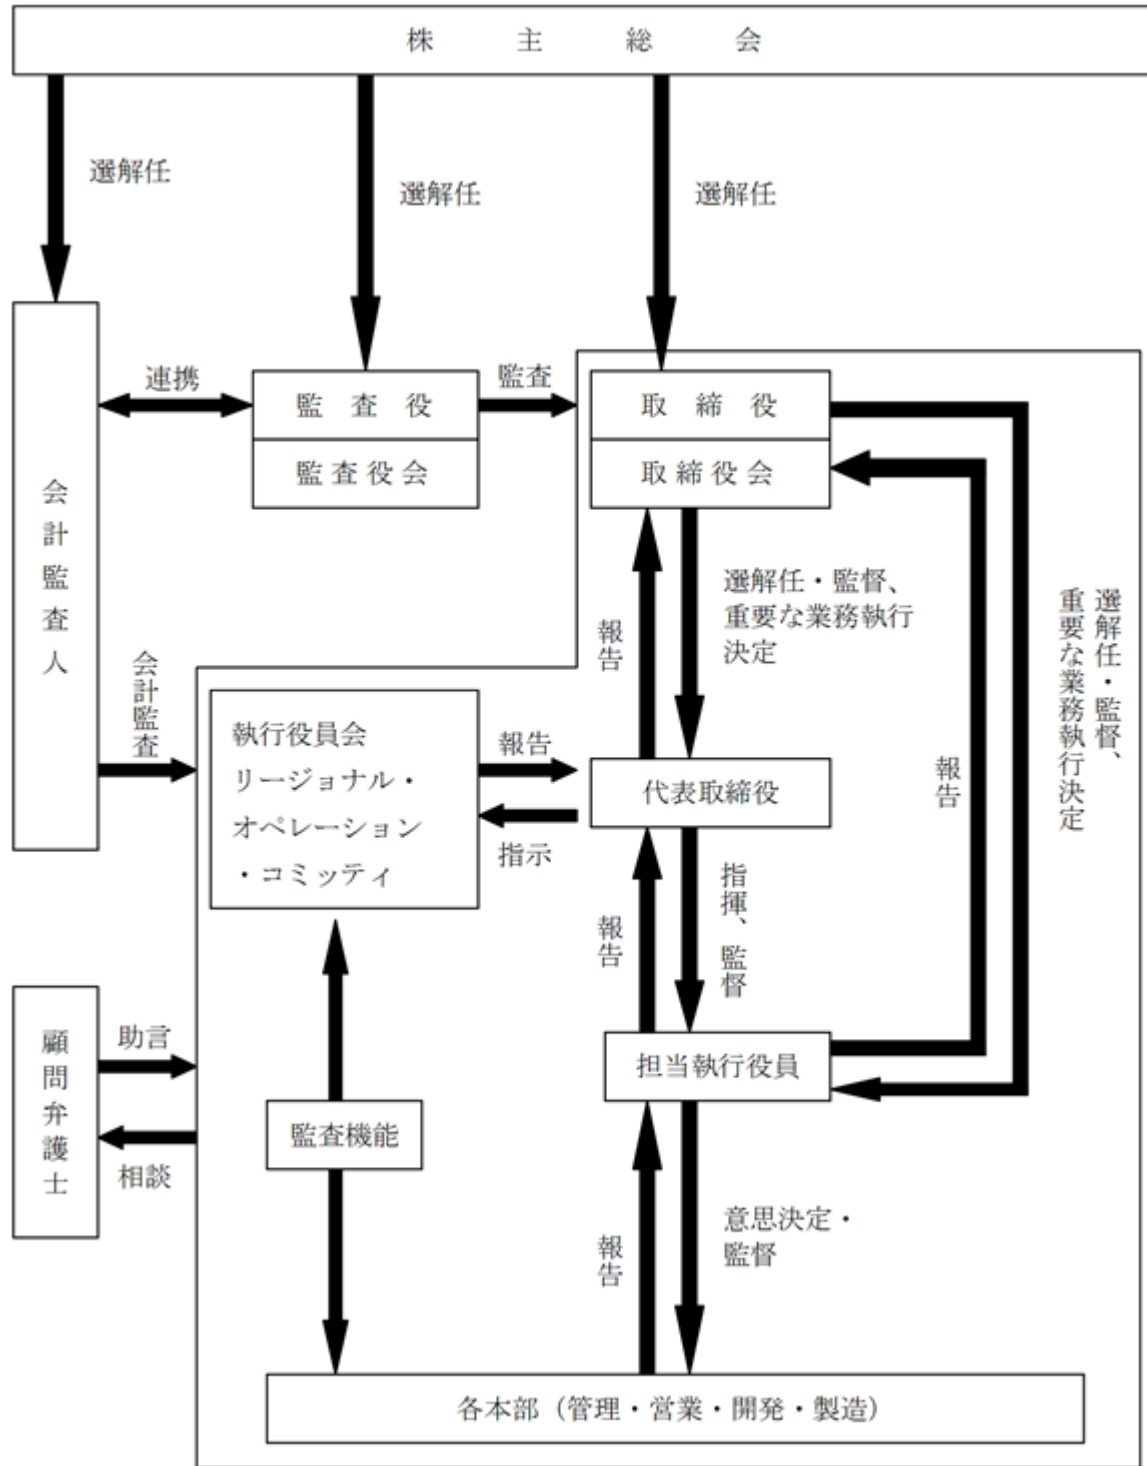 株主総会
選解任
選解任
選解任
連携
監査
監査役
監査役会
取締役
取締役会
会計監査人
選解任・監督、
重要な業務執行
決定
報告
選解任・監督、
重要な業務執行決定
報告
会計監査
執行役員会
リージョナル・
オペレーション
・コミッティ
報告
指示
代表取締役
報告
指揮、監督
顧問弁護士
助言
相談
監査機能
担当執行役員
報告
意思決定・
監督
各本部（管理・営業・開発・製造）